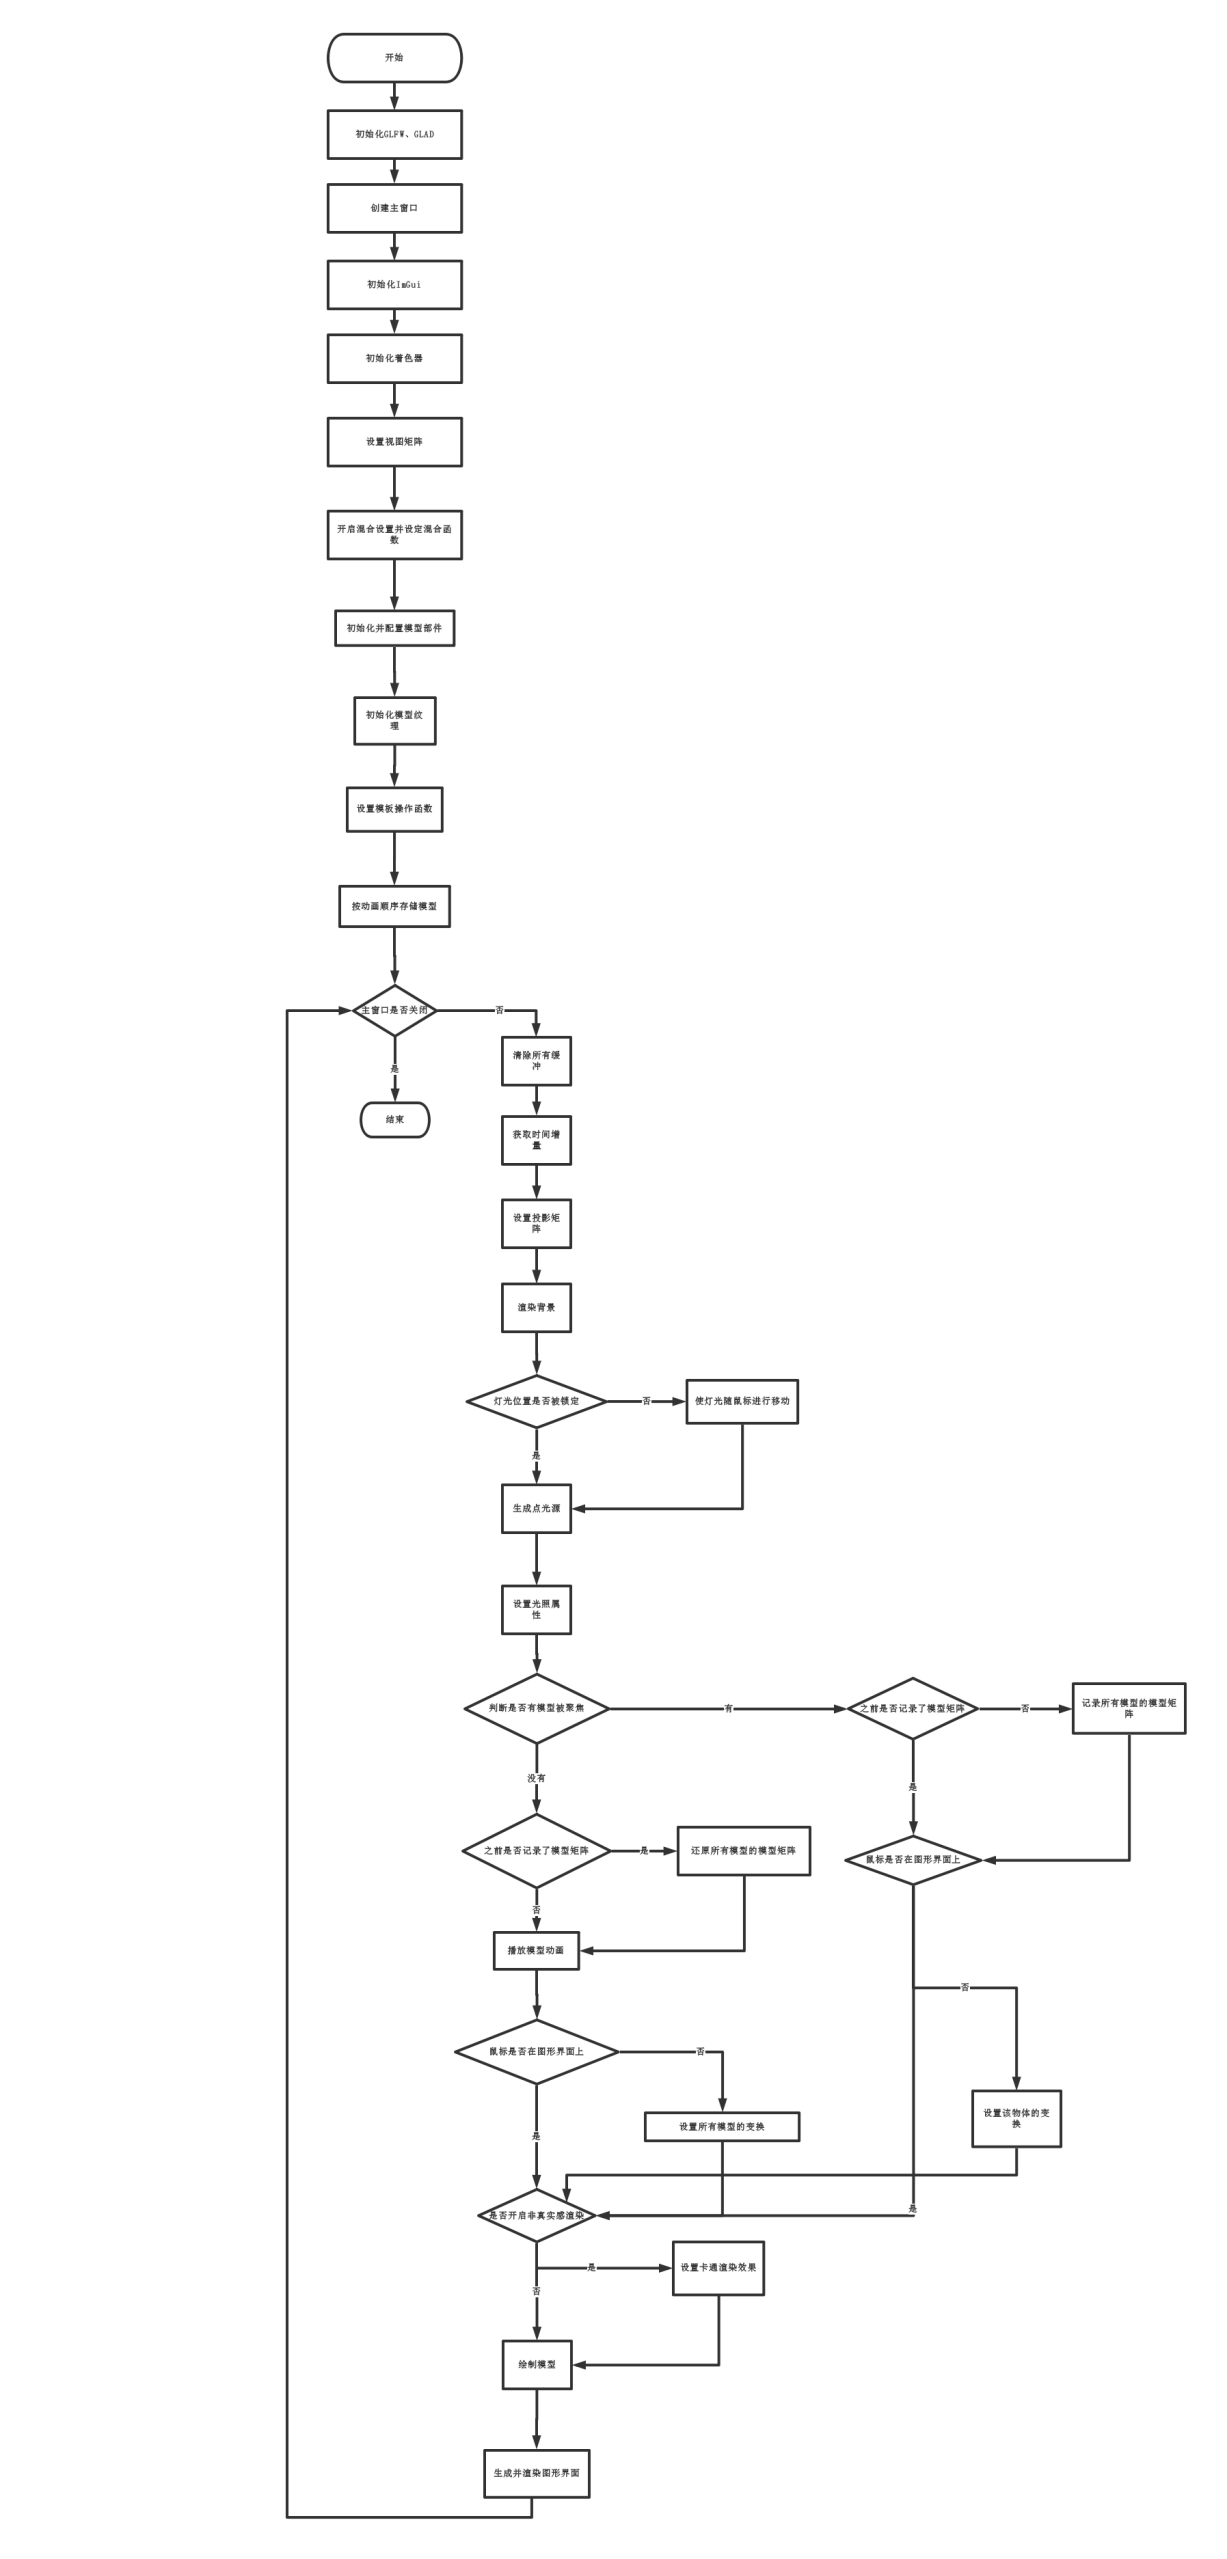 开始
初始化GLFW、GLAD
创建主窗口
初始化ImGui
初始化着色器
设置视图矩阵
开启混合设置并设定混合函
数
初始化并配置模型部件
初始化模型纹
理
设置模板操作函数
按动画顺序存储模型
主窗口是否关闭
否
是
结束
清除所有缓
冲
获取时间增
量
设置投影矩
阵
渲染背景
灯光位置是否被锁定
否
使灯光随鼠标进行移动
是
生成点光源
设置光照属
性
判断是否有模型被聚焦
有
之前是否记录了模型矩阵
否
记录所有模型的模型矩
阵
没有
是
之前是否记录了模型矩阵
是
还原所有模型的模型矩阵
鼠标是否在图形界面上
否
播放模型动画
否
鼠标是否在图形界面上
否
设置所有模型的变换
设置该物体的变
换
是
是否开启非真实感渲染
是
是
设置卡通渲染效果
否
绘制模型
生成并渲染图形界面